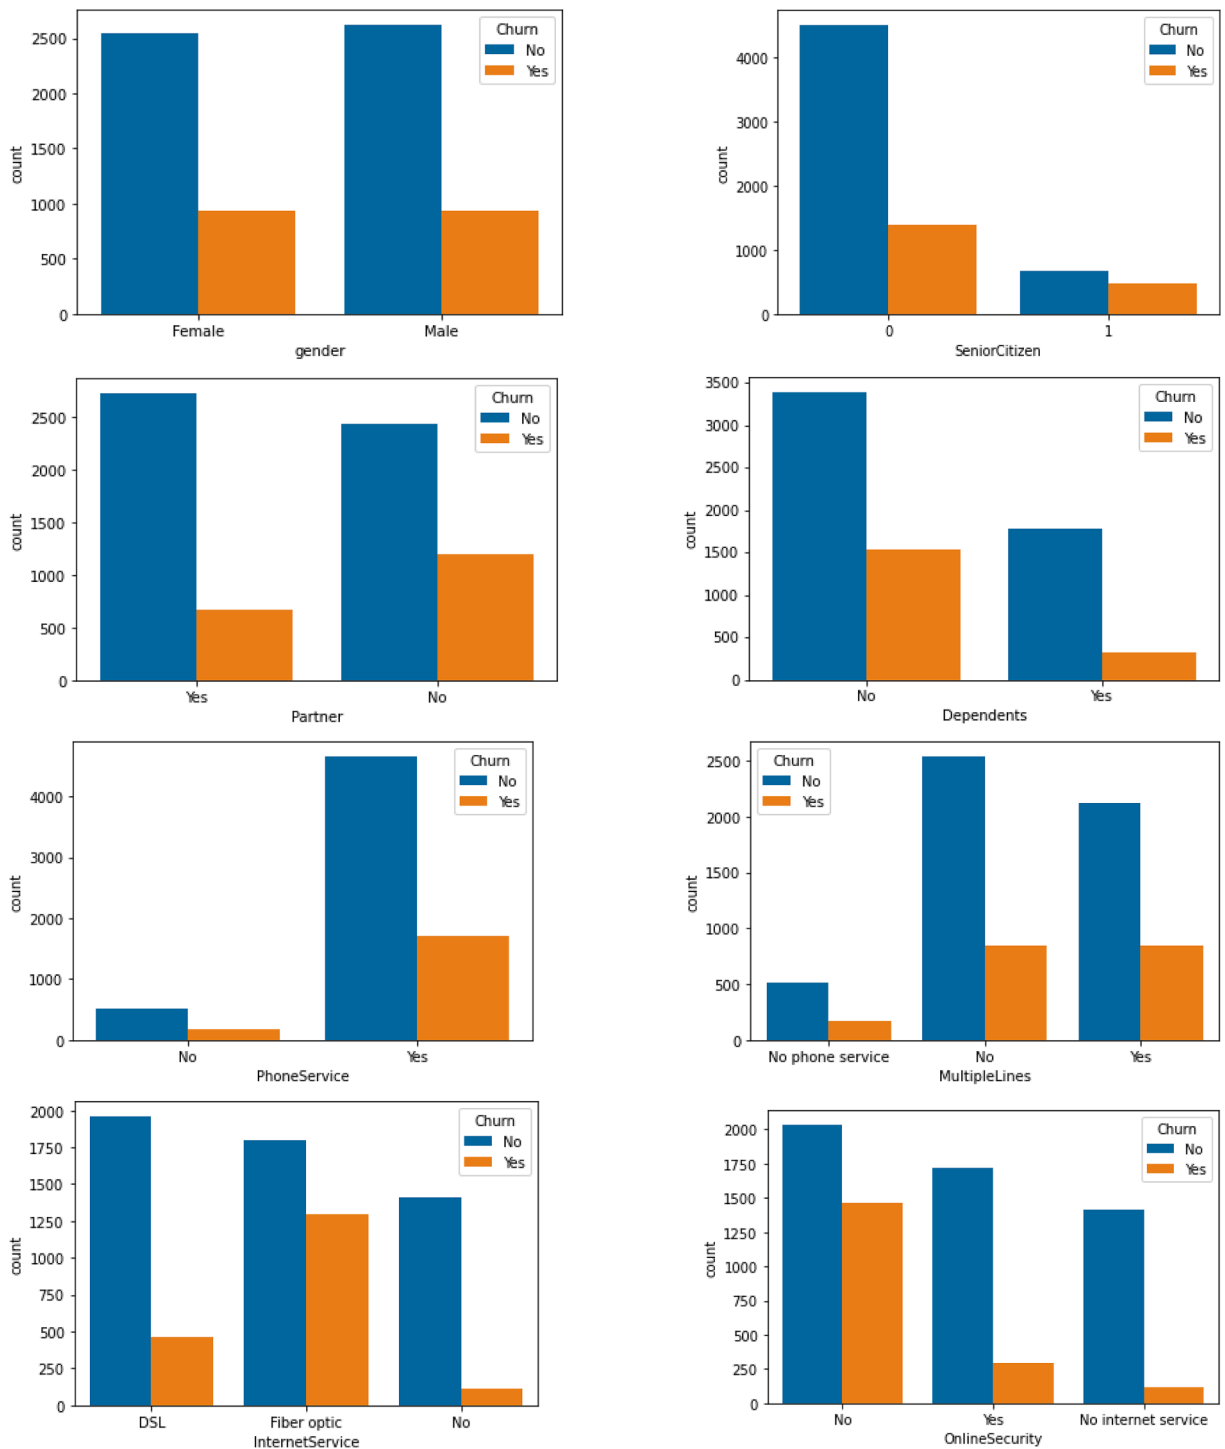 Churn
No
Yes
2500
2000
1500
1000
500
0
count
Female Male
gender
Churn
No
Yes
4000
3000
2000
1000
0
count
0 1
SeniorCitizen
Churn
No
Yes
2500
2000
1500
1000
500
0
count
Yes No
Partner
Churn
No
Yes
3500
3000
2500
2000
1500
1000
500
0
count
No Yes
Dependents
Churn
No
Yes
4000
3000
2000
1000
0
count
No Yes
PhoneService
Churn
No
Yes
2500
2000
1500
1000
500
0
count
No phone service No Yes
MultipleLines
Churn
No
Yes
2000
1750
1500
1250
1000
750
500
250
0
count
DSL Fiber optic No
InternetService
Churn
No
Yes
2000
1750
1500
1250
1000
750
500
250
0
count
No Yes No internet service
OnlineSecurity